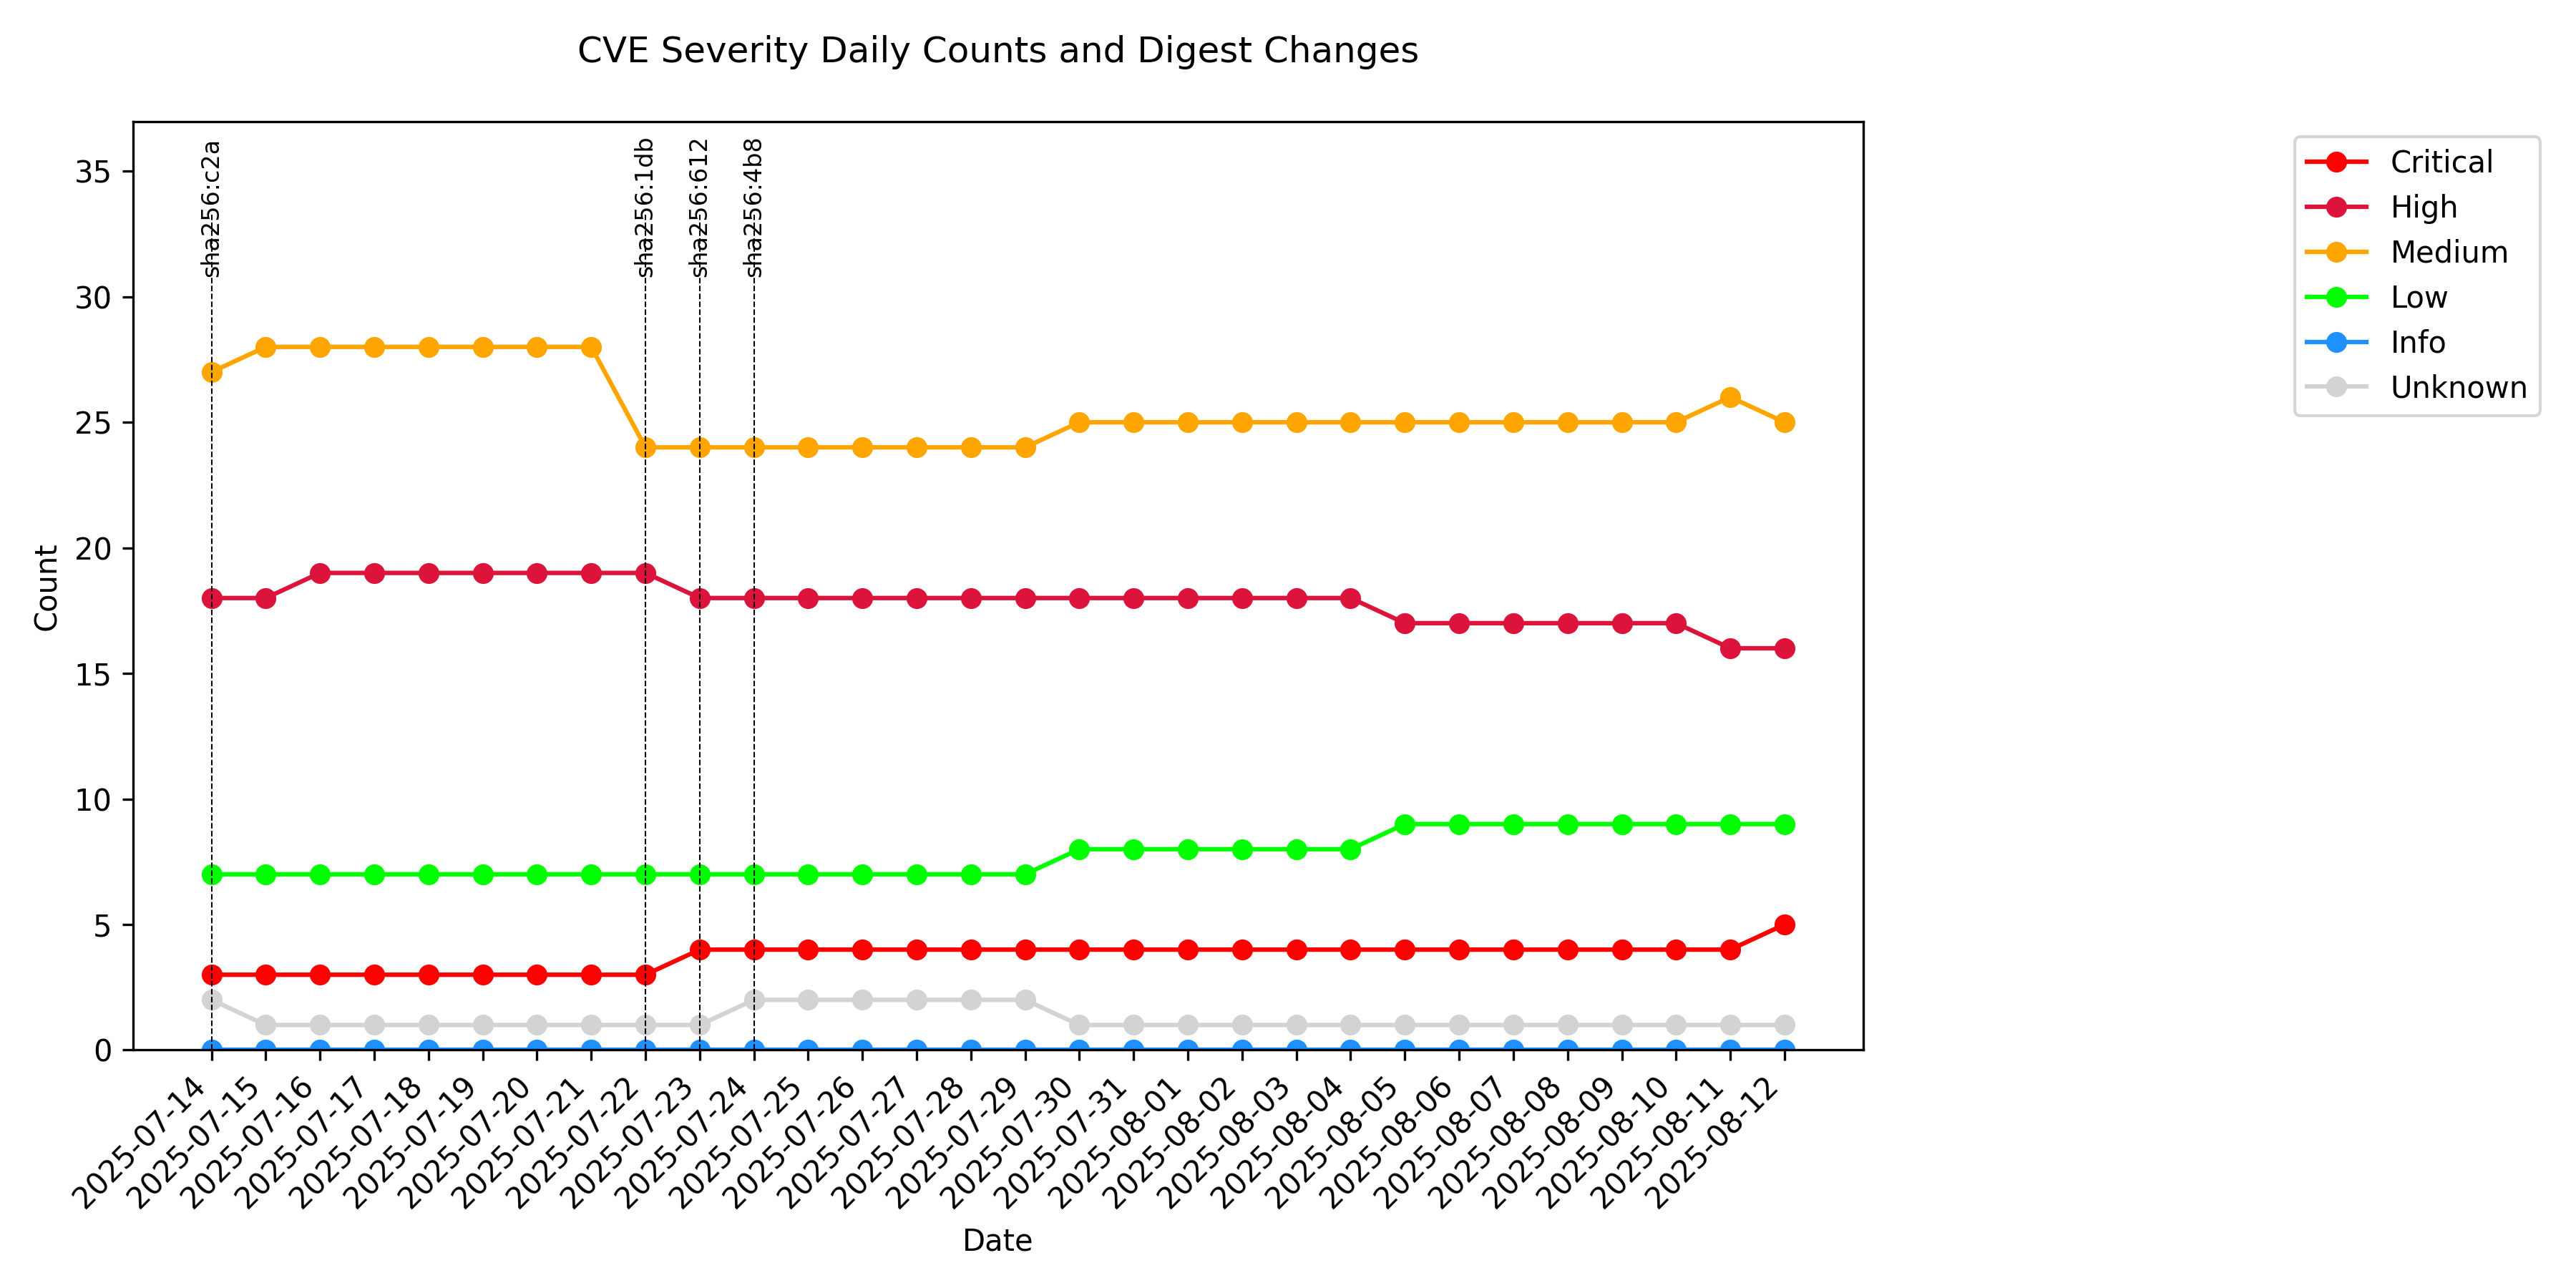 CVE Severity Daily Counts and Digest Changes
sha256:c2a
sha256:1db
sha256:612
sha256:4b8
Critical
High
Medium
Low
Info
Unknown
Count
35
30
25
20
15
10
5
0
2025-07-14
2025-07-15
2025-07-16
2025-07-17
2025-07-18
2025-07-19
2025-07-20
2025-07-21
2025-07-22
2025-07-23
2025-07-24
2025-07-25
2025-07-26
2025-07-27
2025-07-28
2025-07-29
2025-07-30
2025-07-31
2025-08-01
2025-08-02
2025-08-03
2025-08-04
2025-08-05
2025-08-06
2025-08-07
2025-08-08
2025-08-09
2025-08-10
2025-08-11
2025-08-12
Date